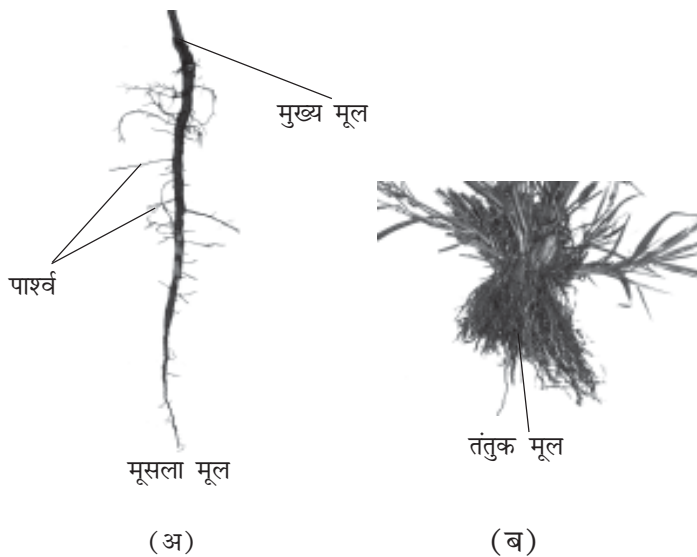 मुख्य मूल
पार्श्व
तंतुक मूल
मूसला मूल
(अ)
(ब)